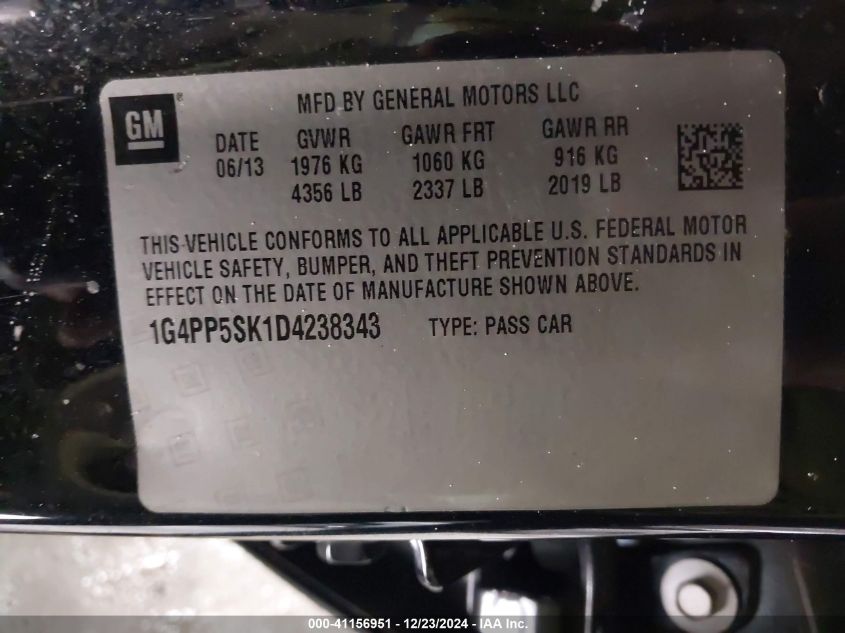 GM
MFD BY GENERAL MOTORS LLC
DATE GVWR GAWR FRT GAWR RR
06/13 1976 KG 1060 KG 916 KG
4356 LB 2337 LB 2019 LB
THIS VEHICLE CONFORMS TO ALL APPLICABLE U.S. FEDERAL MOTOR
VEHICLE SAFETY, BUMPER, AND THEFT PREVENTION STANDARDS IN
EFFECT ON THE DATE OF MANUFACTURE SHOWN ABOVE.
1G4PP5SK1D4238343 TYPE: PASS CAR
000-41156951 - 12/23/2024 - IAA Inc.